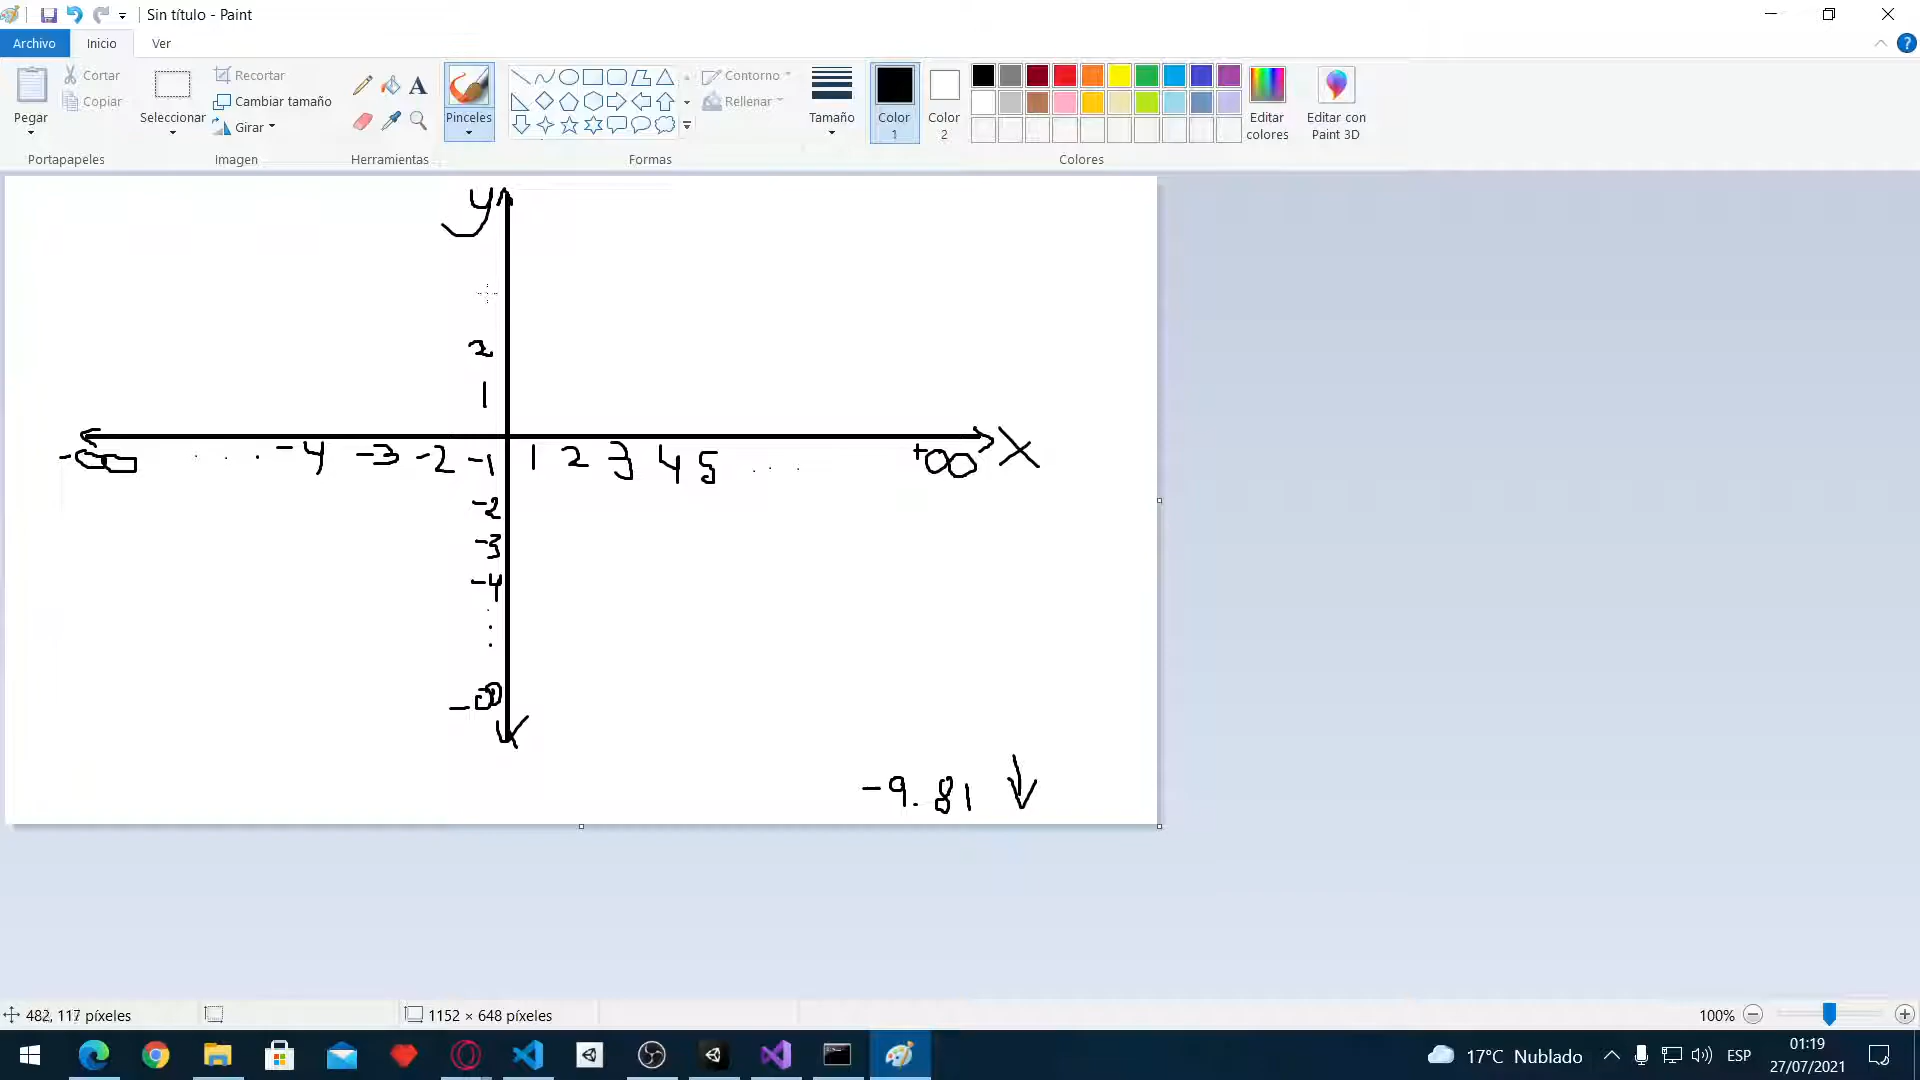 Sin título - Paint
Archivo Inicio Ver
Pegar
Cortar
Copiar
Portapapeles
Seleccionar
Recortar
Cambiar tamaño
Girar
Imagen
A
Herramientas
Pinceles
Formas
Contorno
Rellenar
Tamaño
Color 1
Color 2
Editar colores
Editar con Paint 3D
Colores
y
2
1
-∞ . . . -4 -3 -2 -1 1 2 3 4 5 . . . +∞ X
-2
-3
-4
.
.
.
-∞
-9.81 ↓
482, 117 píxeles
1152 × 648 píxeles
100%
17°C Nublado
ESP
01:19
27/07/2021